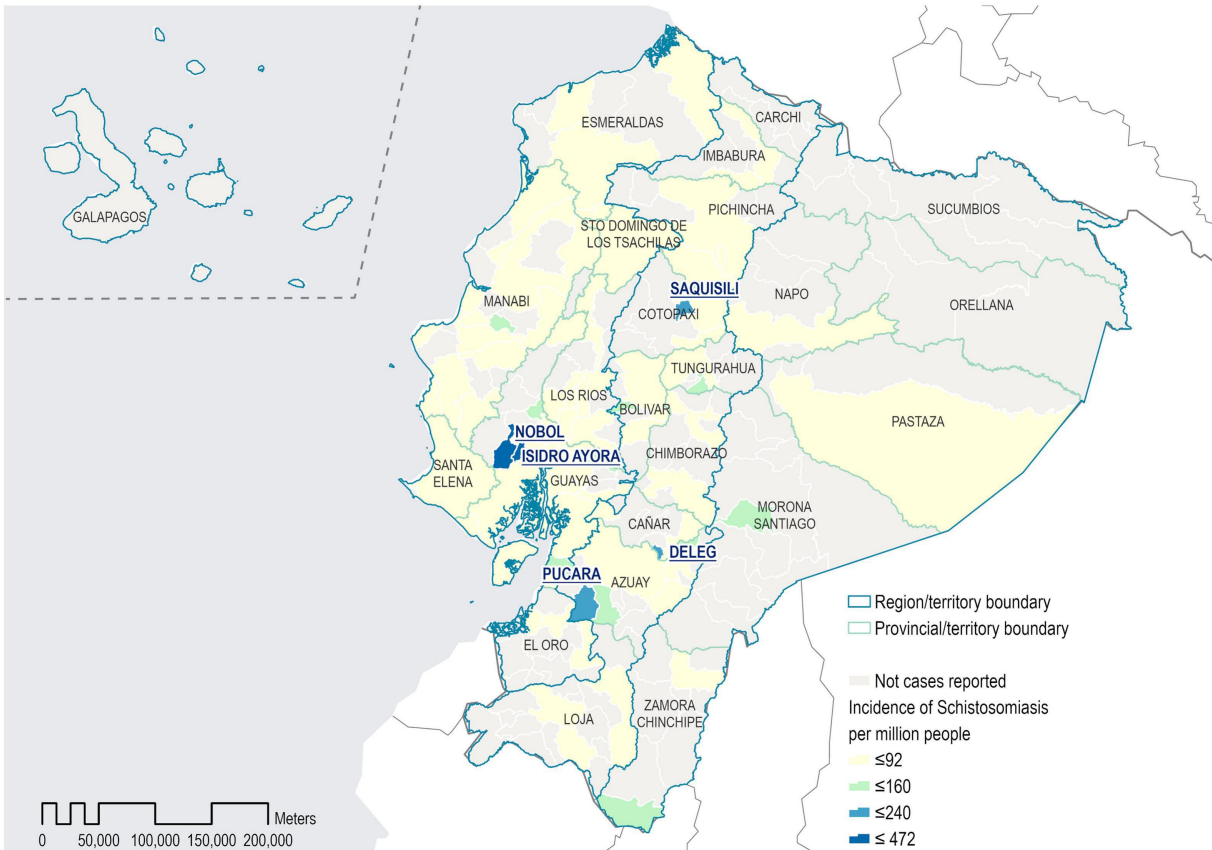 ESMERALDAS
CARCHI
IMBABURA
GALAPAGOS
PICHINCHA
SUCUMBIOS
STO DOMINGO DE
LOS TSACHILAS
SAQUISILI
NAPO
MANABI
COTOPAXI
ORELLANA
TUNGURAHUA
LOS RIOS
BOLIVAR
PASTAZA
NOBOL
ISIDRO AYORA
CHIMBORAZO
SANTA
ELENA
GUAYAS
MORONA
SANTIAGO
CAÑAR
DELEG
PUCARA
AZUAY
EL ORO
ZAMORA
CHINCHIPE
LOJA
Region/territory boundary
Provincial/territory boundary
Not cases reported
Incidence of Schistosomiasis
per million people
≤92
≤160
≤240
≤ 472
Meters
0 50,000 100,000 150,000 200,000